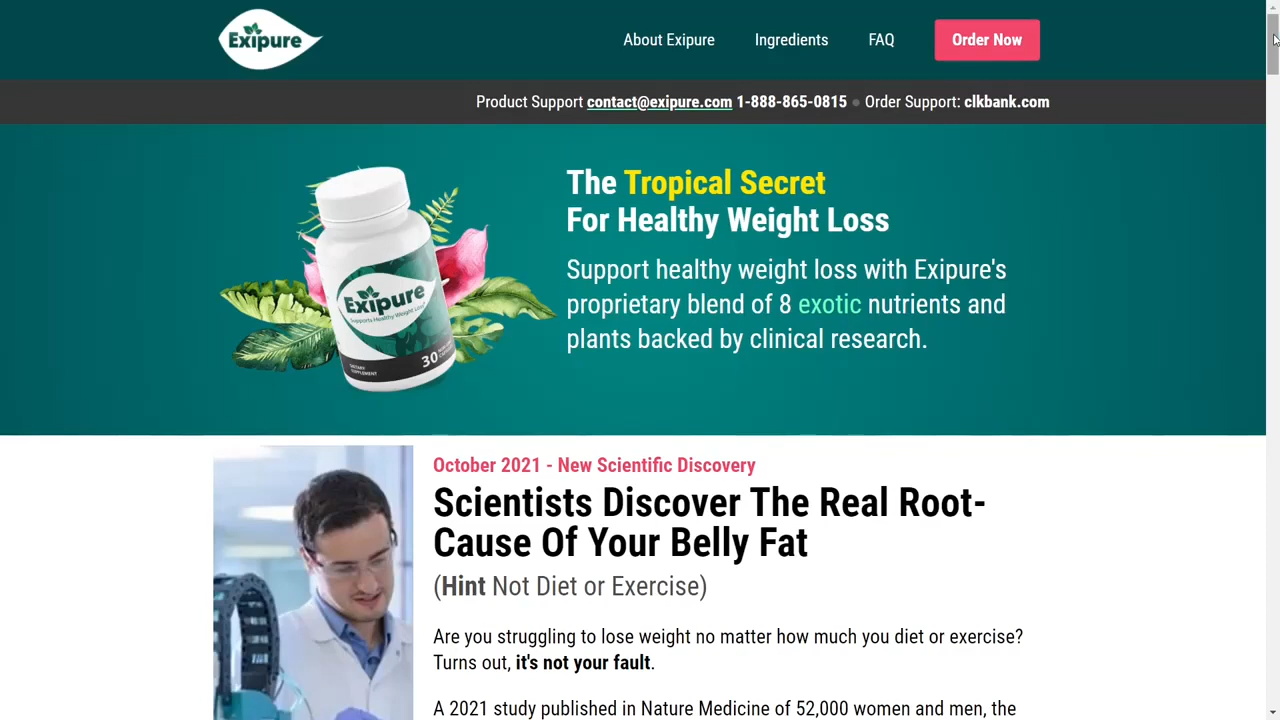 Exipure
About Exipure
Ingredients
FAQ
Order Now
Product Support contact@exipure.com 1-888-865-0815 ● Order Support: clkbank.com
The Tropical Secret
For Healthy Weight Loss
Support healthy weight loss with Exipure's
proprietary blend of 8 exotic nutrients and
plants backed by clinical research.
Exipure
Supports Healthy Weight Loss
DIETARY
SUPPLEMENT
30
October 2021 - New Scientific Discovery
Scientists Discover The Real Root-
Cause Of Your Belly Fat
(Hint Not Diet or Exercise)
Are you struggling to lose weight no matter how much you diet or exercise?
Turns out, it's not your fault.
A 2021 study published in Nature Medicine of 52,000 women and men, the